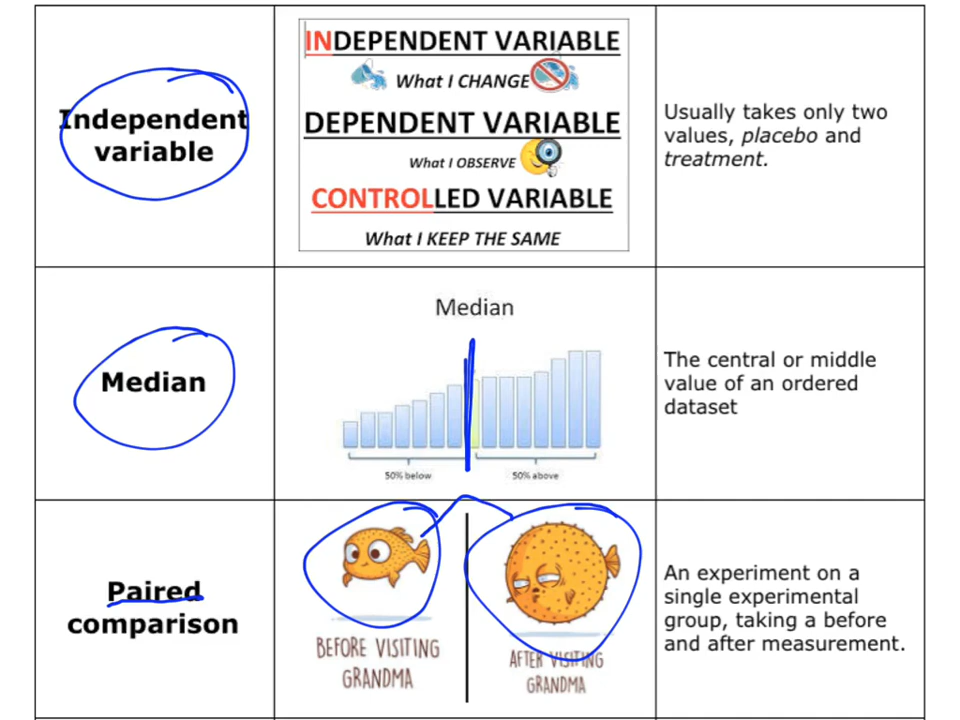 Independent
variable
INDEPENDENT VARIABLE
What I CHANGE
DEPENDENT VARIABLE
What I OBSERVE
CONTROLLED VARIABLE
What I KEEP THE SAME
Usually takes only two
values, placebo and
treatment.
Median
Median
50% below
50% above
The central or middle
value of an ordered
dataset
Paired
comparison
BEFORE VISITING
GRANDMA
AFTER VISITING
GRANDMA
An experiment on a
single experimental
group, taking a before
and after measurement.